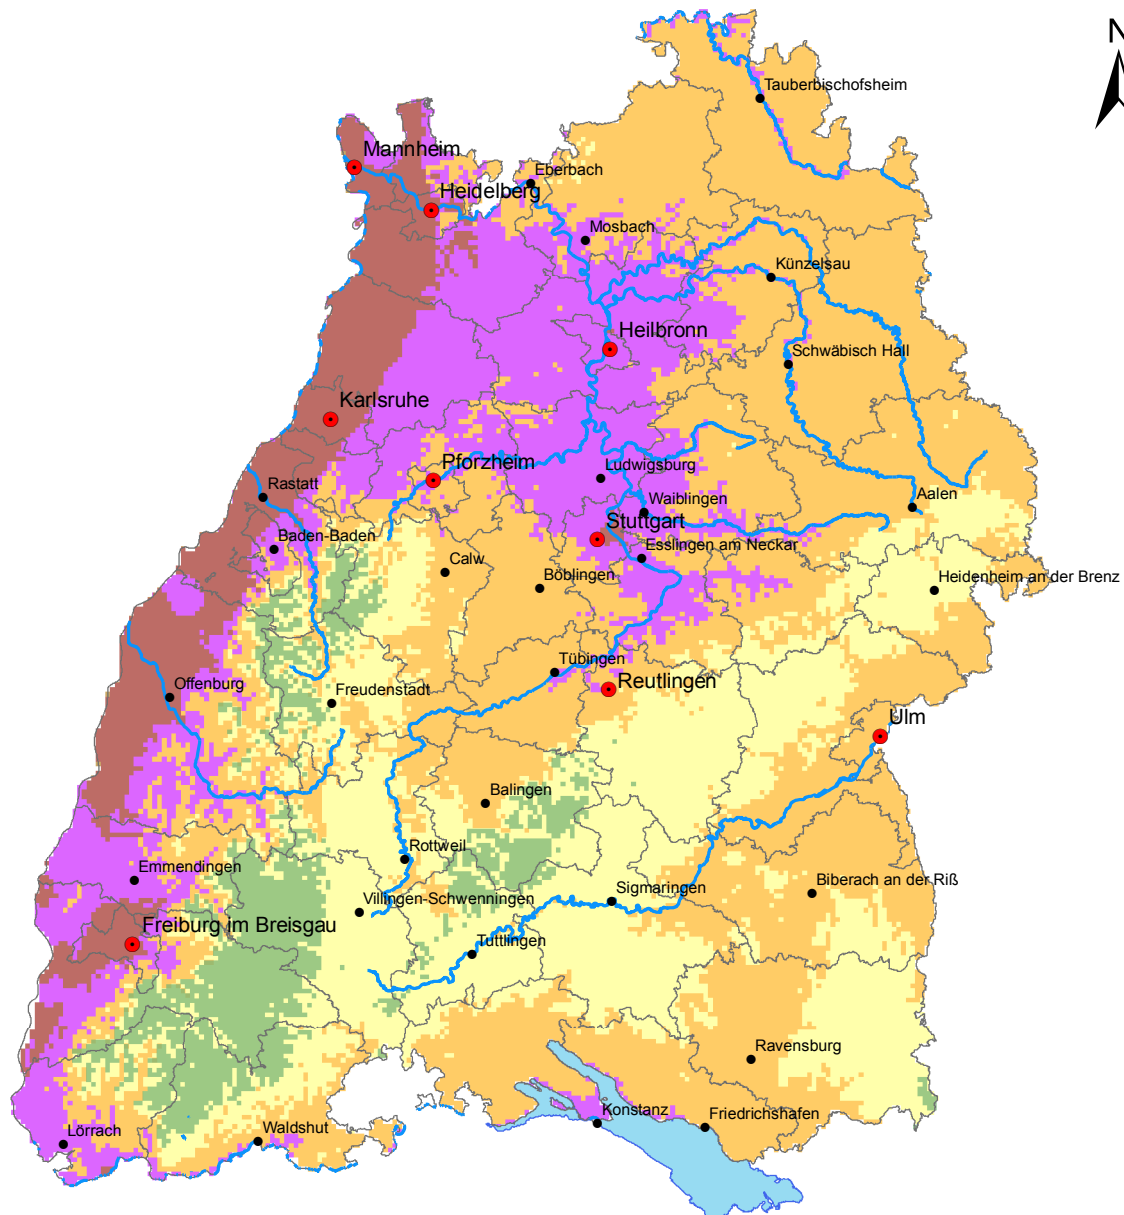 N
Tauberbischofsheim
Mannheim
Eberbach
Heidelberg
Mosbach
Künzelsau
Heilbronn
Schwäbisch Hall
Karlsruhe
Pforzheim
Ludwigsburg
Rastatt
Waiblingen
Aalen
Stuttgart
Baden-Baden
Esslingen am Neckar
Calw
Böblingen
Heidenheim an der Brenz
Tübingen
Offenburg
Freudenstadt
Reutlingen
Ulm
Balingen
Rottweil
Emmendingen
Biberach an der Riß
Sigmaringen
Villingen-Schwenningen
Freiburg im Breisgau
Tuttlingen
Ravensburg
Konstanz
Friedrichshafen
Lörrach
Waldshut